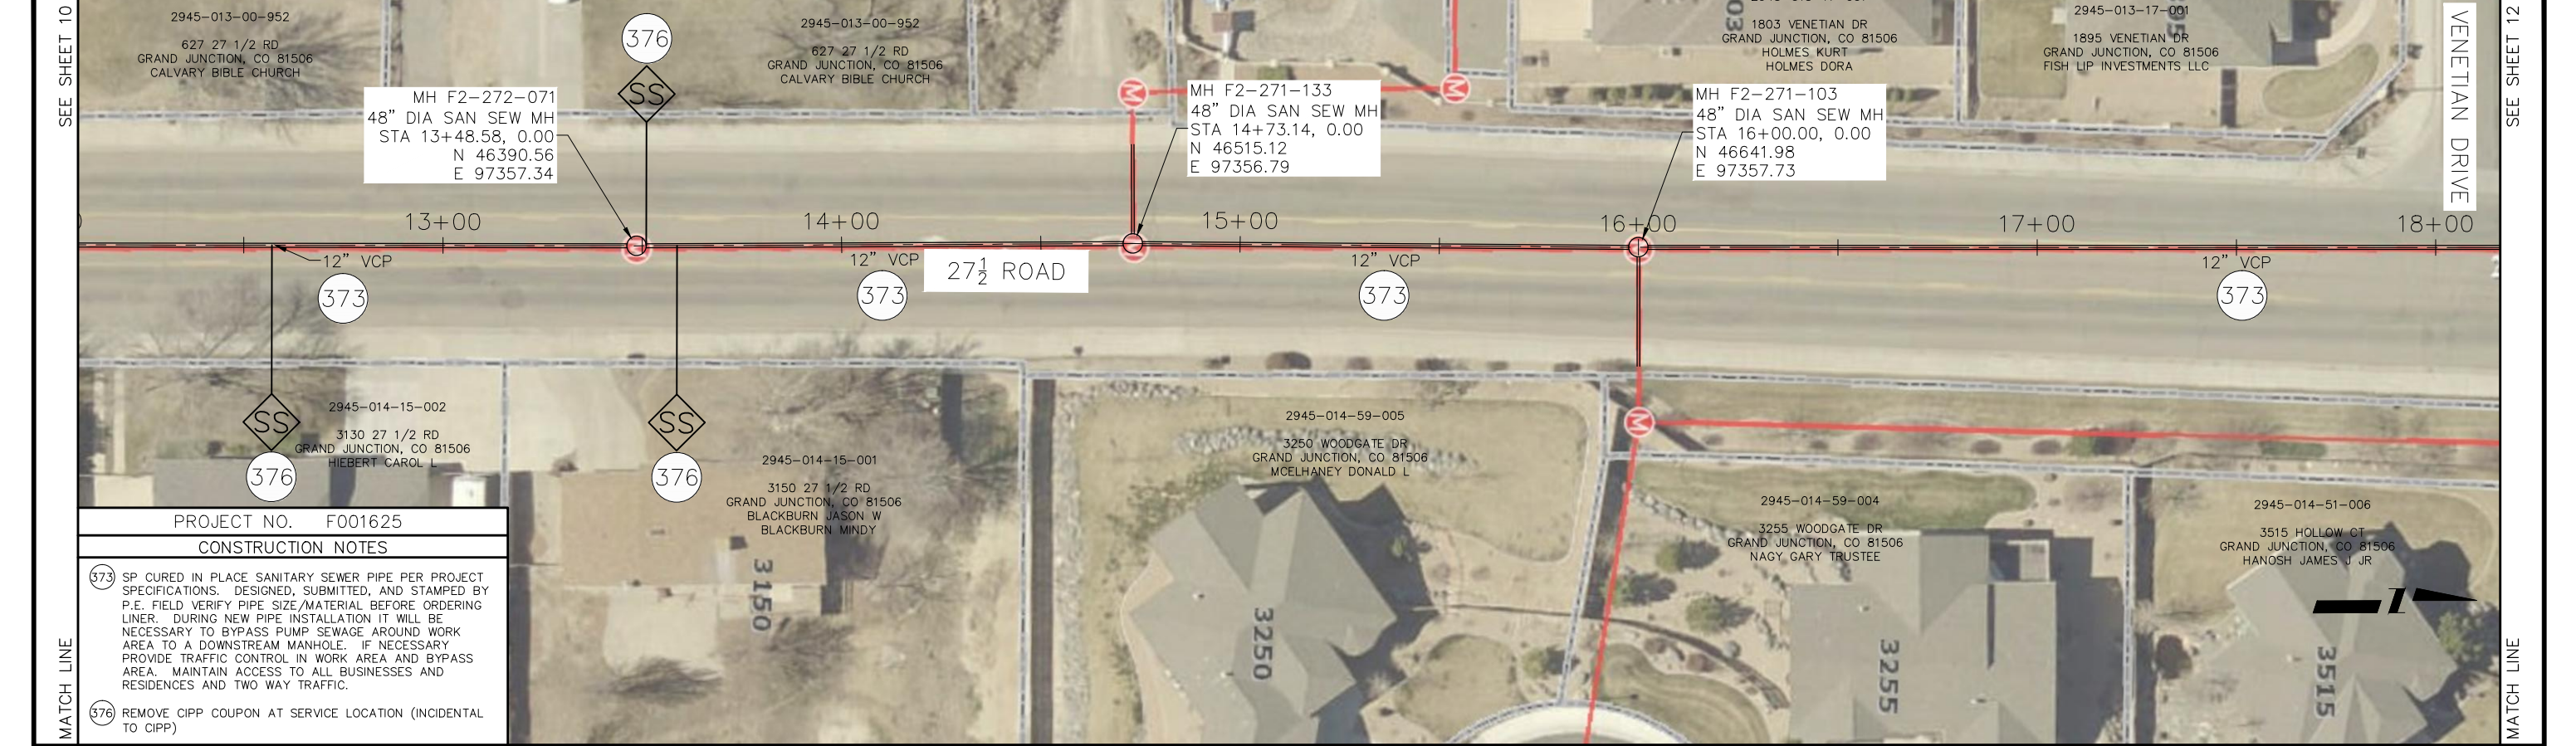 SEE SHEET 10
MATCH LINE
2945-013-00-952
627 27 1/2 RD
GRAND JUNCTION, CO 81506
CALVARY BIBLE CHURCH
376
SS
2945-013-00-952
627 27 1/2 RD
GRAND JUNCTION, CO 81506
CALVARY BIBLE CHURCH
1803 VENETIAN DR
GRAND JUNCTION, CO 81506
HOLMES KURT
HOLMES DORA
2945-013-17-001
1895 VENETIAN DR
GRAND JUNCTION, CO 81506
FISH LIP INVESTMENTS LLC
VENETIAN DRIVE
SEE SHEET 12
MATCH LINE
MH F2-272-071
48" DIA SAN SEW MH
STA 13+48.58, 0.00
N 46390.56
E 97357.34
M
M
MH F2-271-133
48" DIA SAN SEW MH
STA 14+73.14, 0.00
N 46515.12
E 97356.79
MH F2-271-103
48" DIA SAN SEW MH
STA 16+00.00, 0.00
N 46641.98
E 97357.73
13+00
14+00
15+00
16+00
17+00
18+00
M
M
M
12" VCP
373
12" VCP
373
27½ ROAD
12" VCP
373
12" VCP
373
SS
376
2945-014-15-002
3130 27 1/2 RD
GRAND JUNCTION, CO 81506
HIEBERT CAROL L
SS
376
2945-014-15-001
3150 27 1/2 RD
GRAND JUNCTION, CO 81506
BLACKBURN JASON W
BLACKBURN MINDY
3150
2945-014-59-005
3250 WOODGATE DR
GRAND JUNCTION, CO 81506
MCELHANEY DONALD L
3250
M
2945-014-59-004
3255 WOODGATE DR
GRAND JUNCTION, CO 81506
NAGY GARY TRUSTEE
3255
2945-014-51-006
3515 HOLLOW CT
GRAND JUNCTION, CO 81506
HANOSH JAMES J JR
3515
PROJECT NO. F001625
CONSTRUCTION NOTES
373 SP CURED IN PLACE SANITARY SEWER PIPE PER PROJECT
SPECIFICATIONS. DESIGNED, SUBMITTED, AND STAMPED BY
P.E. FIELD VERIFY PIPE SIZE/MATERIAL BEFORE ORDERING
LINER. DURING NEW PIPE INSTALLATION IT WILL BE
NECESSARY TO BYPASS PUMP SEWAGE AROUND WORK
AREA TO A DOWNSTREAM MANHOLE. IF NECESSARY
PROVIDE TRAFFIC CONTROL IN WORK AREA AND BYPASS
AREA. MAINTAIN ACCESS TO ALL BUSINESSES AND
RESIDENCES AND TWO WAY TRAFFIC.
376 REMOVE CIPP COUPON AT SERVICE LOCATION (INCIDENTAL
TO CIPP)